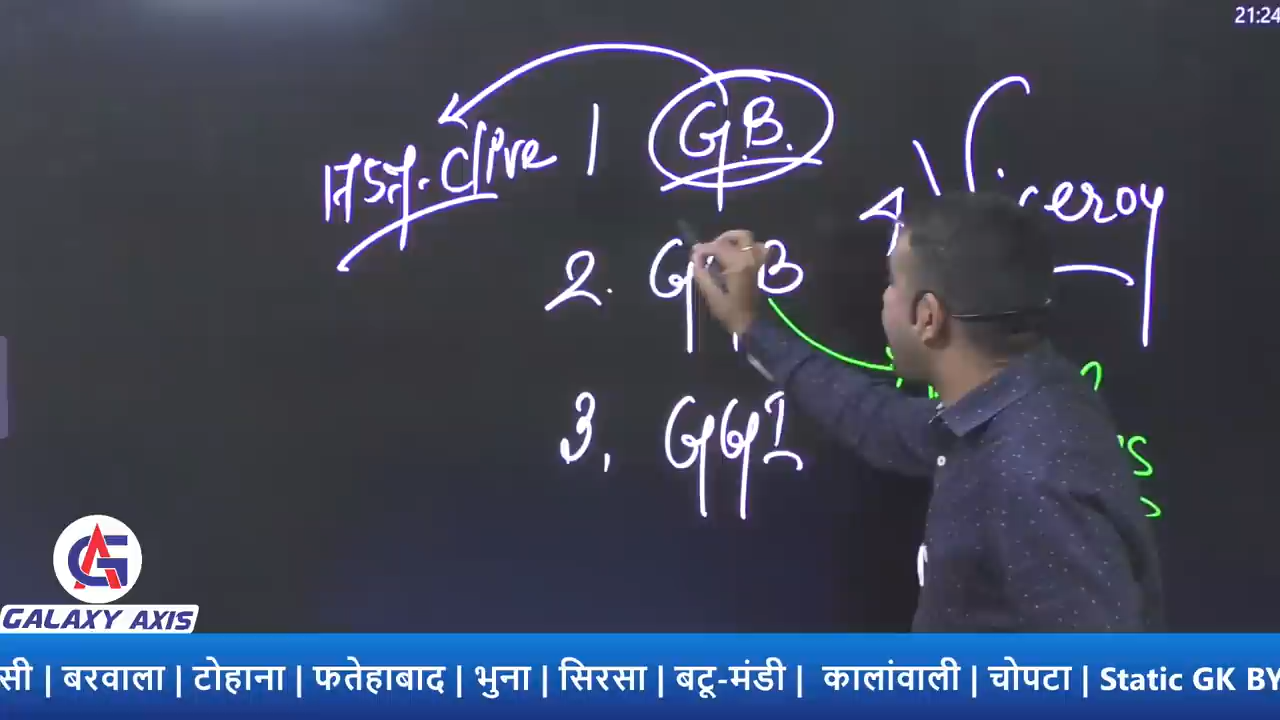 21:24
1757. Clive 1 G.B.
Viceroy
2. G B
3, GGI
GALAXY AXIS
सी | बरवाला | टोहाना | फतेहाबाद | भुना | सिरसा | बटू-मंडी | कालांवाली | चोपटा | Static GK BY